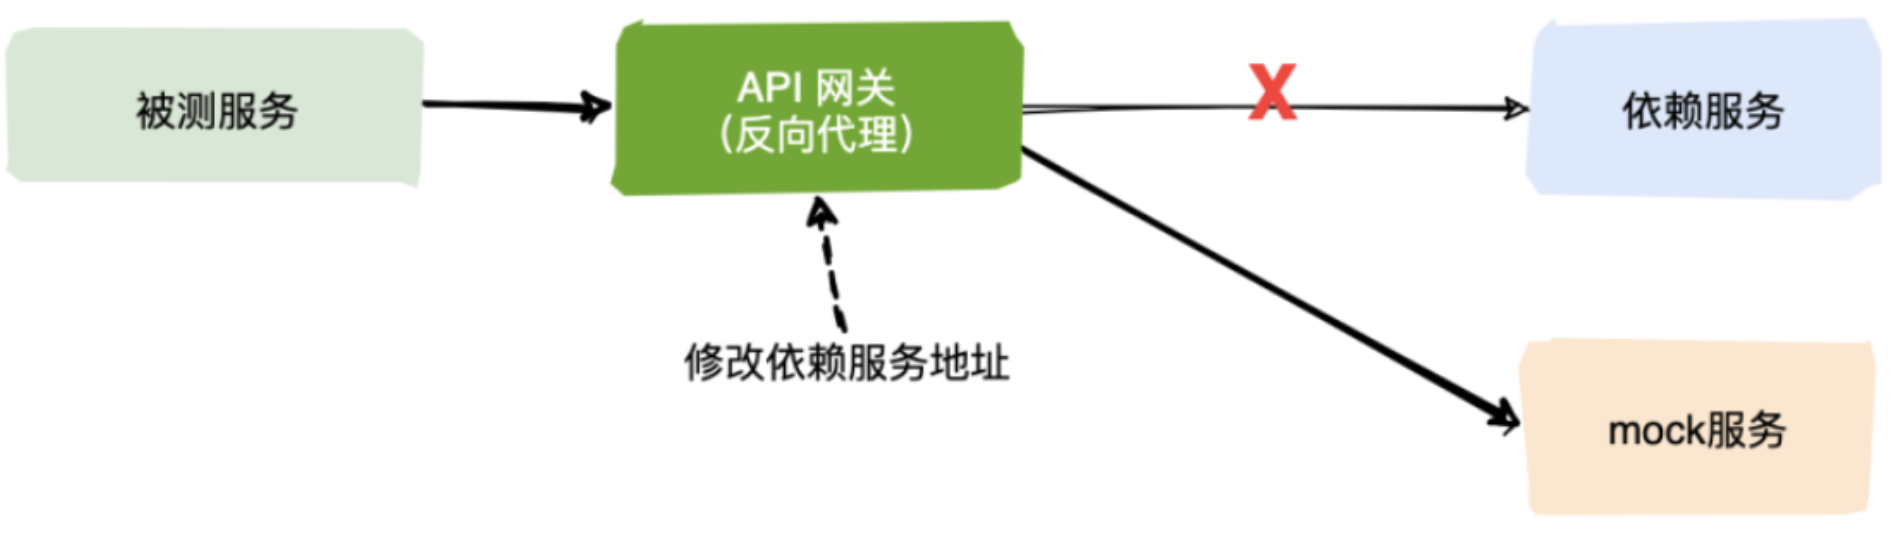 被测服务
API 网关
(反向代理)
X
依赖服务
修改依赖服务地址
mock服务